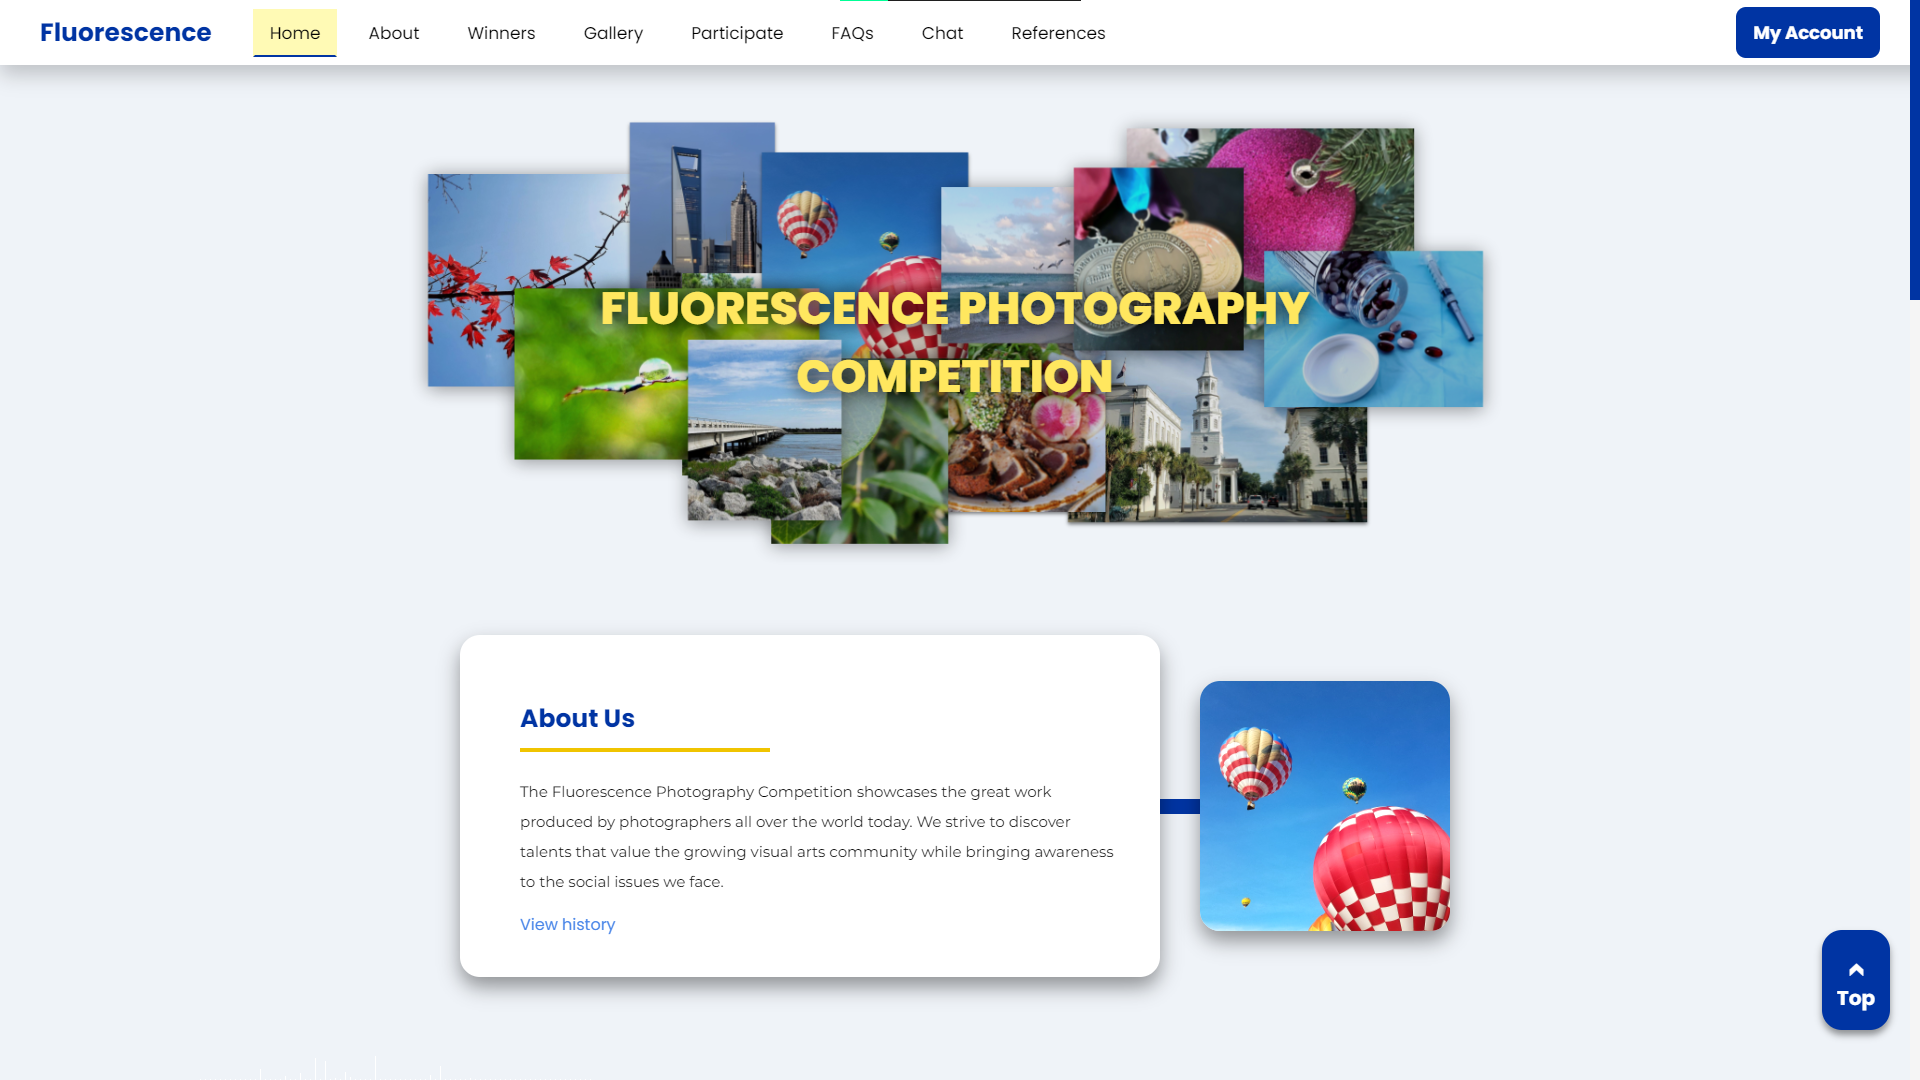 Fluorescence
Home
About
Winners
Gallery
Participate
FAQs
Chat
References
My Account
FLUORESCENCE PHOTOGRAPHY
COMPETITION
About Us
The Fluorescence Photography Competition showcases the great work
produced by photographers all over the world today. We strive to discover
talents that value the growing visual arts community while bringing awareness
to the social issues we face.
View history
Top